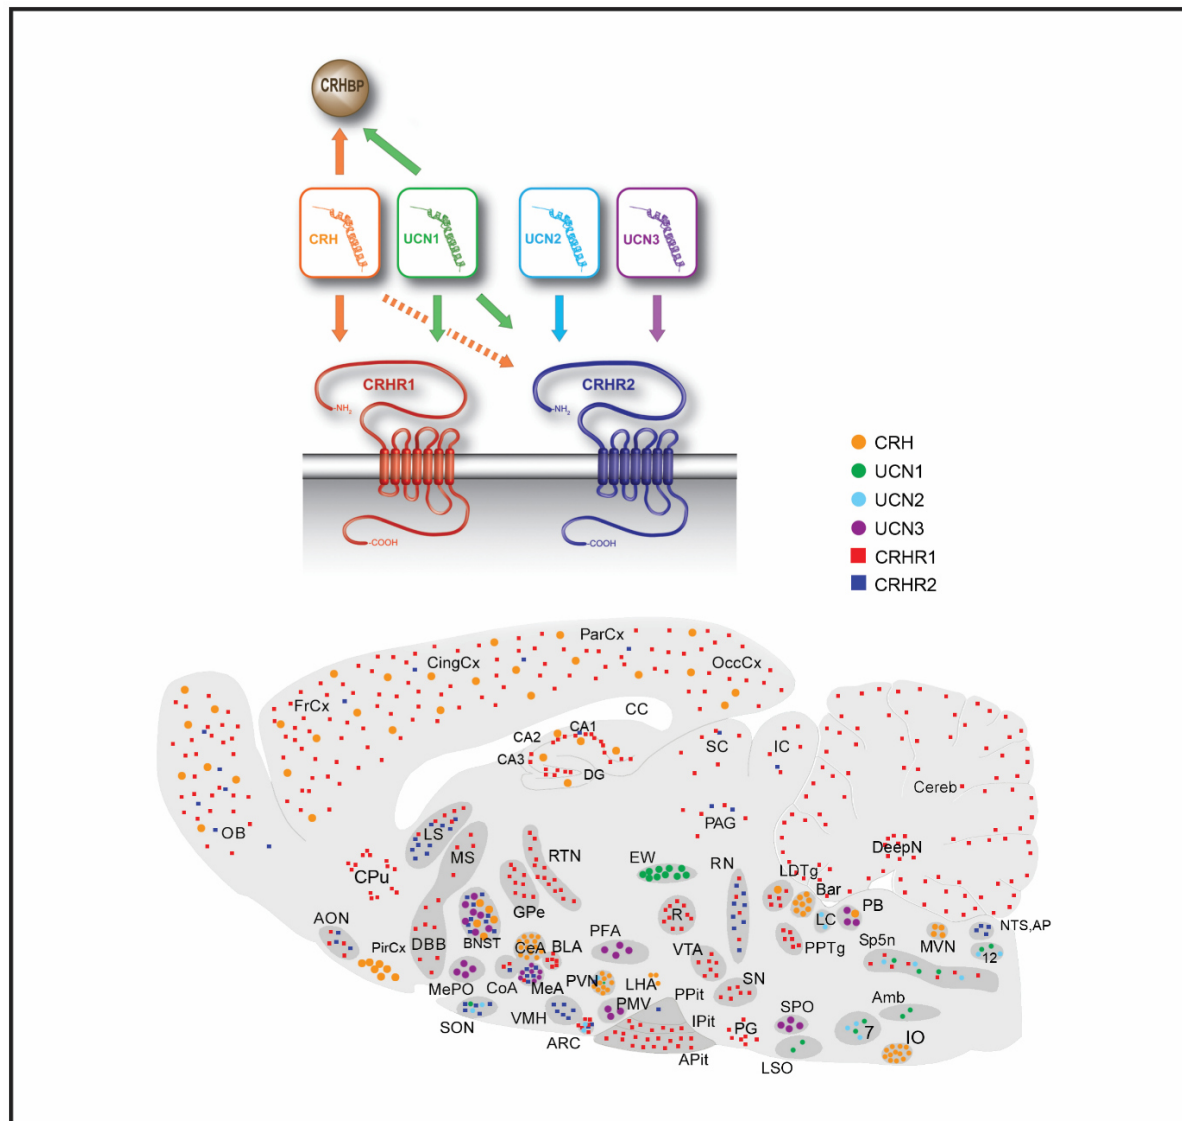 CRHBP
CRH
UCN1
UCN2
UCN3
CRHR1
CRHR2
-NH2
-NH2
-COOH
-COOH
CRH
UCN1
UCN2
UCN3
CRHR1
CRHR2
ParCx
CingCx
OccCx
FrCx
CC
CA1
CA2
SC
IC
CA3
DG
Cereb
OB
LS
PAG
MS
RTN
EW
RN
DeepN
CPu
LDTg
Bar
GPe
R
LC
PB
AON
PirCx
DBB
BNST
CeA
BLA
PFA
VTA
PPTg
Sp5n
MVN
NTS,AP
12
MePO
CoA
MeA
PVN
LHA
PPit
SN
SON
VMH
PMV
IPit
SPO
Amb
ARC
APit
PG
LSO
7
IO